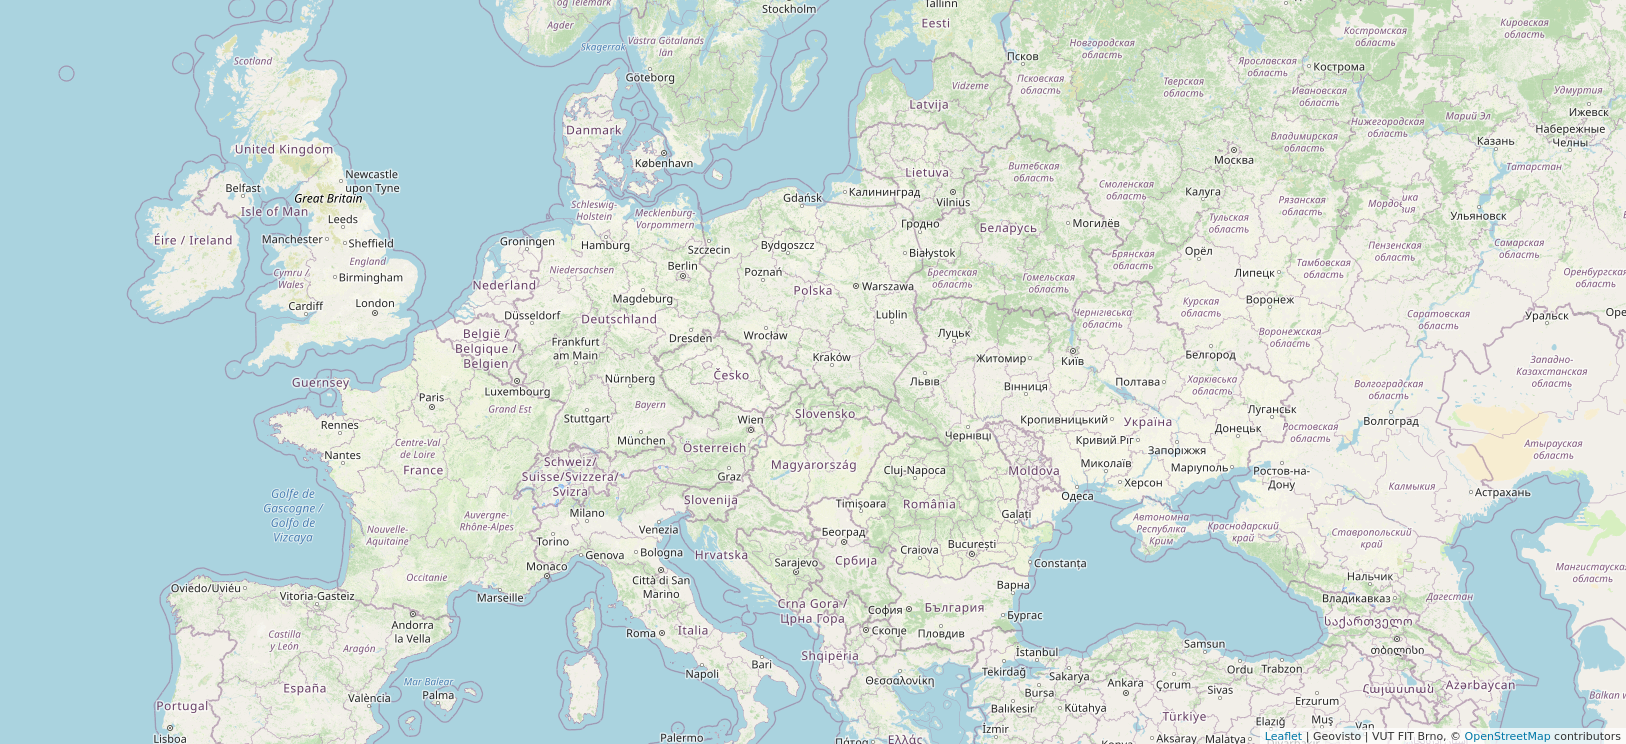 Stockholm
og Telemark
Agder
Skagerrak
Västra Götalands
län
Göteborg
Tallinn
Eesti
Псков
Псковская
область
Новгородская
область
Тверская
область
Ярославская
область
Костромская
область
Кировская
область
Кострома
Ивановская
область
Удмуртия
Ижевск
Марий Эл
Набережные
Челны
Казань
Татарстан
Нижегородская
область
Владимирская
область
Москва
Scotland
United Kingdom
Newcastle
upon Tyne
Belfast
Great Britain
Isle of Man
Leeds
Éire / Ireland
Manchester
Sheffield
England
Cymru /
Wales
Birmingham
Cardiff
London
Danmark
København
Vidzeme
Latvija
Lietuva
Vilnius
Калининград
Gdańsk
Витебская
область
Смоленская
область
Калуга
Рязанская
область
Ульяновск
Тульская
область
Самарская
область
Пензенская
область
Тамбовская
область
Оренбургская
область
Schleswig-
Holstein
Mecklenburg-
Vorpommern
Groningen
Hamburg
Szczecin
Bydgoszcz
Гродно
Białystok
Беларусь
Могилёв
Орёл
Брянская
область
Брестская
область
Гомельская
область
Липецк
Nederland
Niedersachsen
Berlin
Poznań
Polska
Warszawa
Magdeburg
Düsseldorf
Deutschland
Lublin
Чернігівська
область
Курская
область
Воронеж
Воронежская
область
Саратовская
область
Уральск
België /
Belgique /
Belgien
Dresden
Wrocław
Луцьк
Frankfurt
am Main
Kraków
Житомир
Київ
Белгород
Западно-
Казахстанская
область
Guernsey
Luxembourg
Nürnberg
Česko
Львів
Вінниця
Полтава
Харківська
область
Волгоградская
область
Paris
Grand Est
Bayern
Stuttgart
Wien
Slovensko
Кропивницький
Україна
Луганськ
Донецьк
Ростовская
область
Волгоград
Rennes
Чернівці
Кривий Ріг
Запоріжжя
Centre-Val
de Loire
München
Österreich
Nantes
France
Schweiz/
Suisse/Svizzera/
Svizra
Graz
Magyarország
Cluj-Napoca
Moldova
Миколаїв
Маріуполь
Ростов-на-
Дону
Атырауская
область
Херсон
Одеса
Калмыкия
Астрахань
Golfe de
Gascogne /
Golfo de
Vizcaya
Slovenija
Timișoara
România
Galați
Milano
Auvergne-
Rhône-Alpes
Nouvelle-
Aquitaine
Venezia
Београд
Автономна
Республіка
Крим
Краснодарский
край
Ставропольский
край
Torino
Genova
Bologna
Hrvatska
Sarajevo
Србија
Craiova
București
Constanța
Monaco
Occitanie
Città di San
Marino
Oviedo/Uviéu
Vitoria-Gasteiz
Marseille
Варна
Нальчик
Владикавказ
Дагестан
Мангистауская
область
Crna Gora /
Црна Гора
София
България
Бургас
Andorra
la Vella
Roma
Italia
Скопје
Пловдив
საქართველო
თბილისი
Castilla
y León
Aragón
Shqipëria
Bari
Napoli
İstanbul
Samsun
Tekirdağ
Sakarya
Ordu
Trabzon
Θεσσαλονίκη
España
Mar Balear
Palma
València
Bursa
Ankara
Çorum
Sivas
Հայաստան
Azərbaycan
Portugal
Balıkesir
Kütahya
Erzurum
Türkiye
Elazığ
Muş
Van
Lisboa
Palermo
Πάτρα
Ελλάς
İzmir
Aksaray
Malatya
Leaflet | Geovisto | VUT FIT Brno, © OpenStreetMap contributors